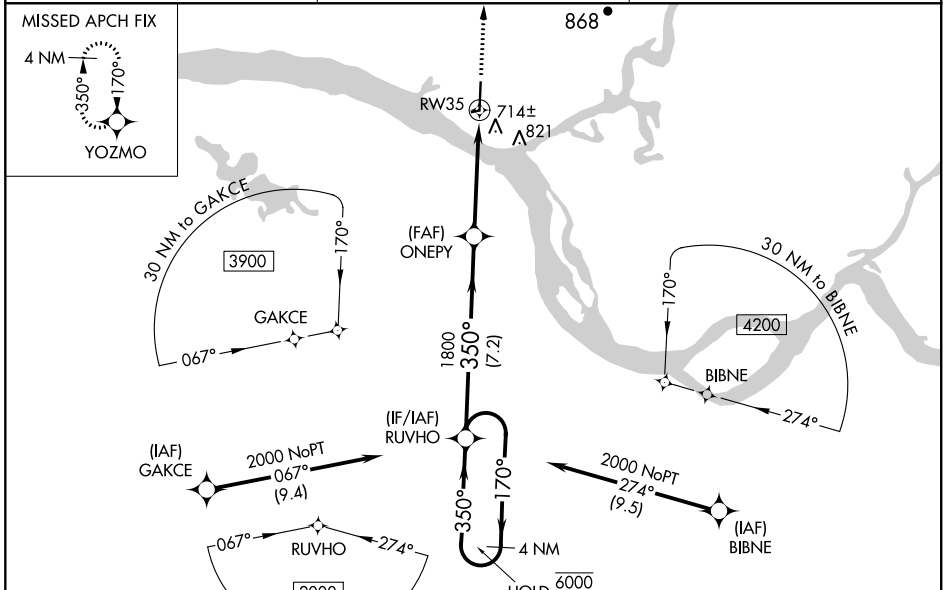 MISSED APCH FIX
4 NM
350°
170°
YOZMO
868
RW35
714±
821
30 NM to GAKCE
3900
170°
GAKCE
067°
(FAF)
ONEPY
1800
350°
(7.2)
30 NM to BIBNE
4200
170°
BIBNE
274°
(IF/IAF)
RUVHO
(IAF)
GAKCE
2000 NoPT
067°
(9.4)
350°
170°
4 NM
HOLD 6000
2000 NoPT
274°
(9.5)
(IAF)
BIBNE
067°
RUVHO
274°